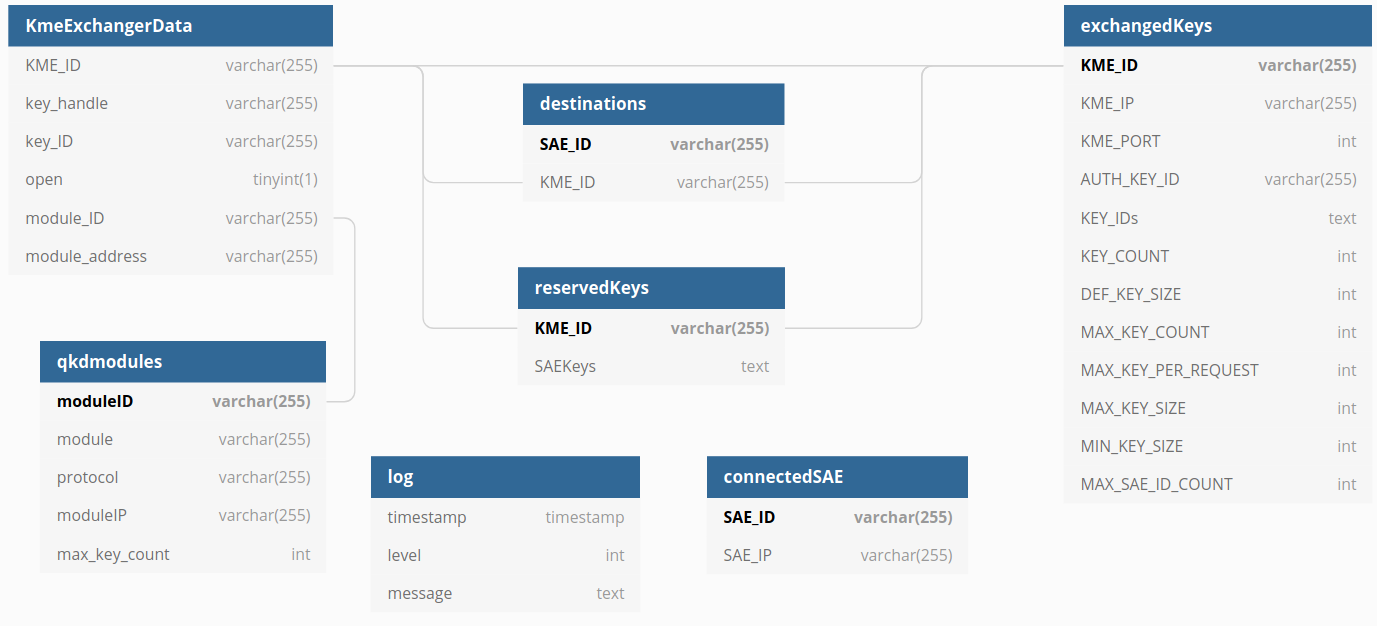 KmeExchangerData
KME_ID varchar(255)
key_handle varchar(255)
key_ID varchar(255)
open tinyint(1)
module_ID varchar(255)
module_address varchar(255)
qkdmodules
moduleID varchar(255)
module varchar(255)
protocol varchar(255)
moduleIP varchar(255)
max_key_count int
destinations
SAE_ID varchar(255)
KME_ID varchar(255)
reservedKeys
KME_ID varchar(255)
SAEKeys text
log
timestamp timestamp
level int
message text
connectedSAE
SAE_ID varchar(255)
SAE_IP varchar(255)
exchangedKeys
KME_ID varchar(255)
KME_IP varchar(255)
KME_PORT int
AUTH_KEY_ID varchar(255)
KEY_IDs text
KEY_COUNT int
DEF_KEY_SIZE int
MAX_KEY_COUNT int
MAX_KEY_PER_REQUEST int
MAX_KEY_SIZE int
MIN_KEY_SIZE int
MAX_SAE_ID_COUNT int